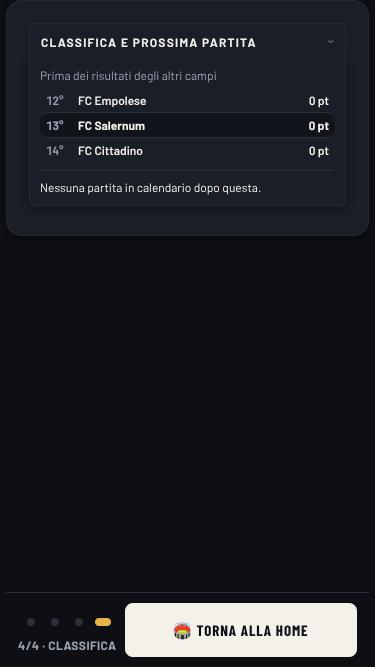 CLASSIFICA E PROSSIMA PARTITA
Prima dei risultati degli altri campi
12° FC Empolese 0 pt
13° FC Salernum 0 pt
14° FC Cittadino 0 pt
Nessuna partita in calendario dopo questa.
4/4 · CLASSIFICA
TORNA ALLA HOME